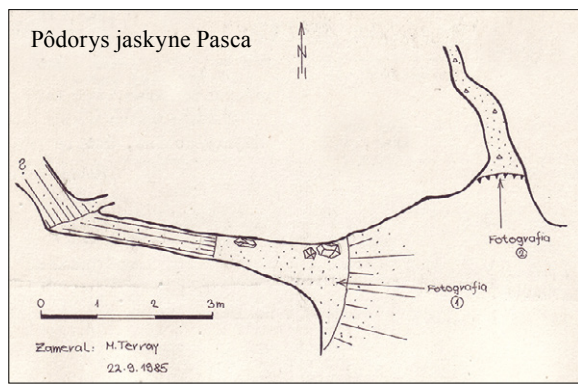 Pôdorys jaskyne Pasca
N
?
Fotografia
②
Fotografia
①
0 1 2 3m
Zameral: M. Terray
22.9.1985